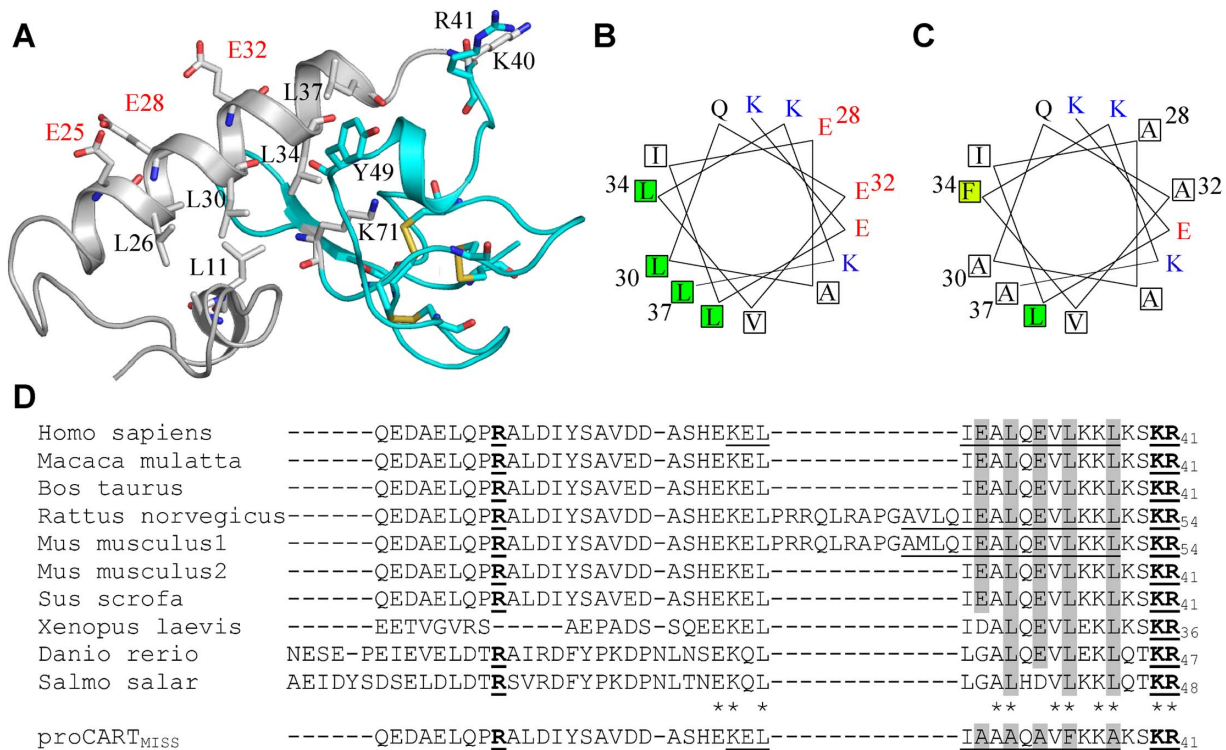 A
R41
K40
E32
L37
E28
E25
L34
Y49
L30
L26
K71
L11
B
Q K K
E28
I
34 L
E32
E
K
30 L
A
37 L
L V
C
Q K K
A 28
I
34 F
A 32
E
K
30 A
A
37 A
L V
D
Homo sapiens ------QEDAELQPRALDIYSAVDD-ASHEKEL-------------IEALQEVLKKLKSKR41
Macaca mulatta ------QEDAELQPRALDIYSAVED-ASHEKEL-------------IEALQEVLKKLKSKR41
Bos taurus ------QEDAELQPRALDIYSAVED-ASHEKEL-------------IEALQEVLKKLKSKR41
Rattus norvegicus------QEDAELQPRALDIYSAVDD-ASHEKELPRRQLRAPGAVLQIEALQEVLKKLKSKR54
Mus musculus1 ------QEDAELQPRALDIYSAVDD-ASHEKELPRRQLRAPGAMLQIEALQEVLKKLKSKR54
Mus musculus2 ------QEDAELQPRALDIYSAVDD-ASHEKEL-------------IEALQEVLKKLKSKR41
Sus scrofa ------QEDAELQPRALDIYSAVED-ASHEKEL-------------IEALQEVLKKLKSKR41
Xenopus laevis ------EETVGVRS-----AEPADS-SQEEKEL-------------IDALQEVLEKLKSKR36
Danio rerio NESE-PEIEVELDTRAIRDFYPKDPNLNSEKQL-------------LGALQEVLEKLQTKR47
Salmo salar AEIDYSDSELDLDTRSVRDFYPKDPNLTNEKQL-------------LGALHDVLKKLQTKR48
** * ** ** ** **
proCARTMISS ------QEDAELQPRALDIYSAVDD-ASHEKEL-------------IAAAQAVFKKAKSKR41